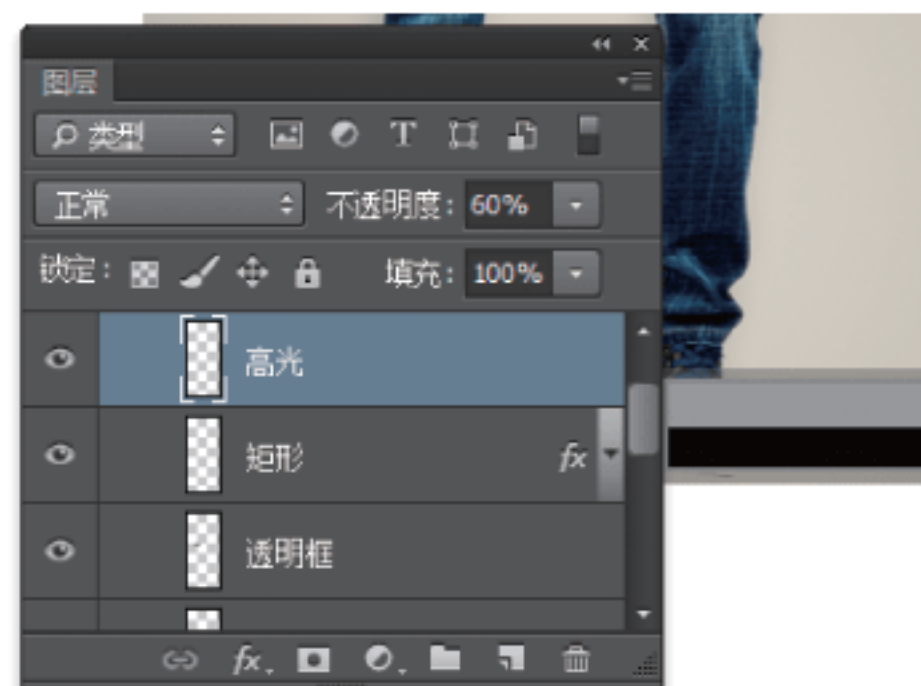 图层
类型 T
正常 不透明度: 60%
锁定: 填充: 100%
高光
矩形 fx
透明框
fx.